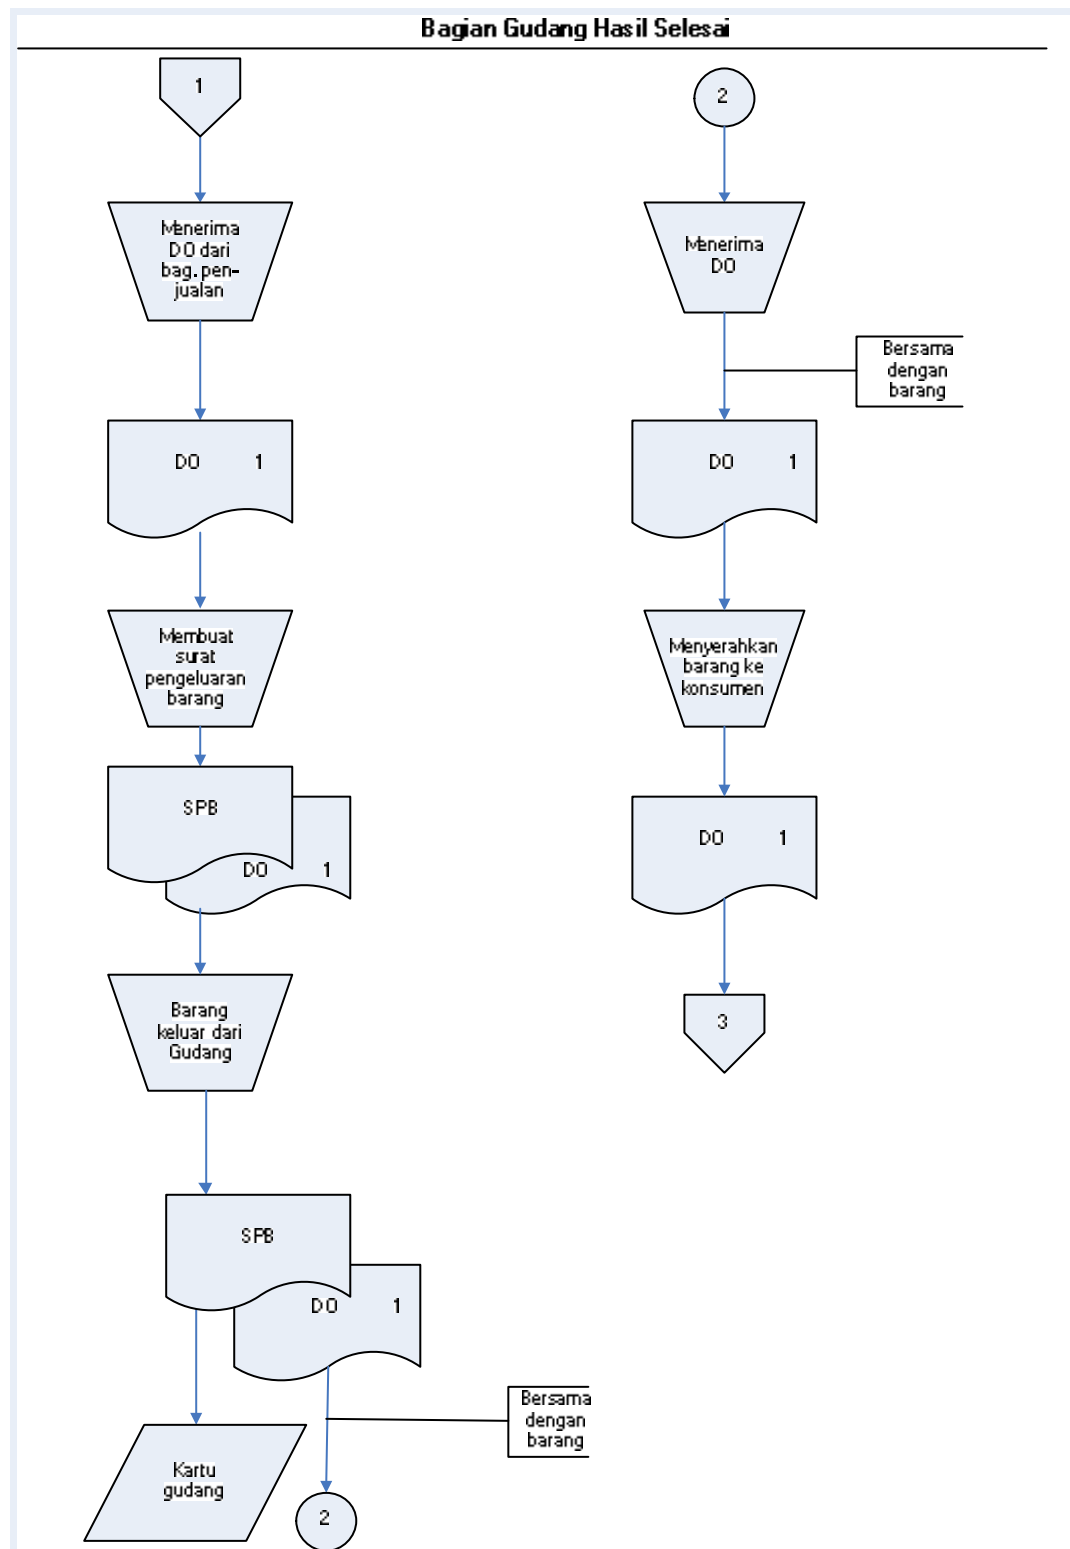 Bagian Gudang Hasil Selesai
1
Menerima
DO dari
bag. pen-
jualan
DO 1
Membuat
surat
pengeluaran
barang
SPB
DO 1
Barang
keluar dari
Gudang
SPB
DO 1
Bersama
dengan
barang
Kartu
gudang
2
2
Menerima
DO
Bersama
dengan
barang
DO 1
Menyerahkan
barang ke
konsumen
DO 1
3